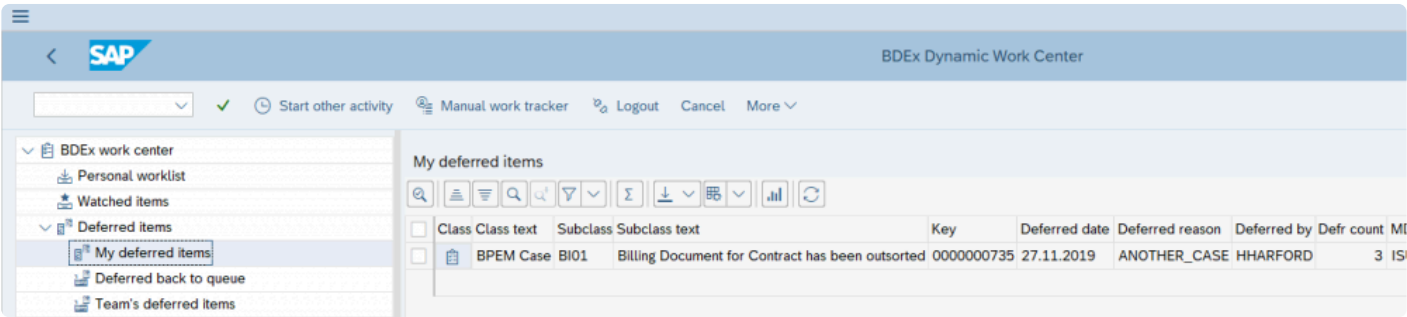 SAP
BDEx Dynamic Work Center
Start other activity Manual work tracker Logout Cancel More
BDEx work center
Personal worklist
Watched items
Deferred items
My deferred items
Deferred back to queue
Team's deferred items
My deferred items
Class Class text Subclass Subclass text Key Deferred date Deferred reason Deferred by Defr count
BPEM Case BI01 Billing Document for Contract has been outsorted 0000000735 27.11.2019 ANOTHER_CASE HHARFORD 3